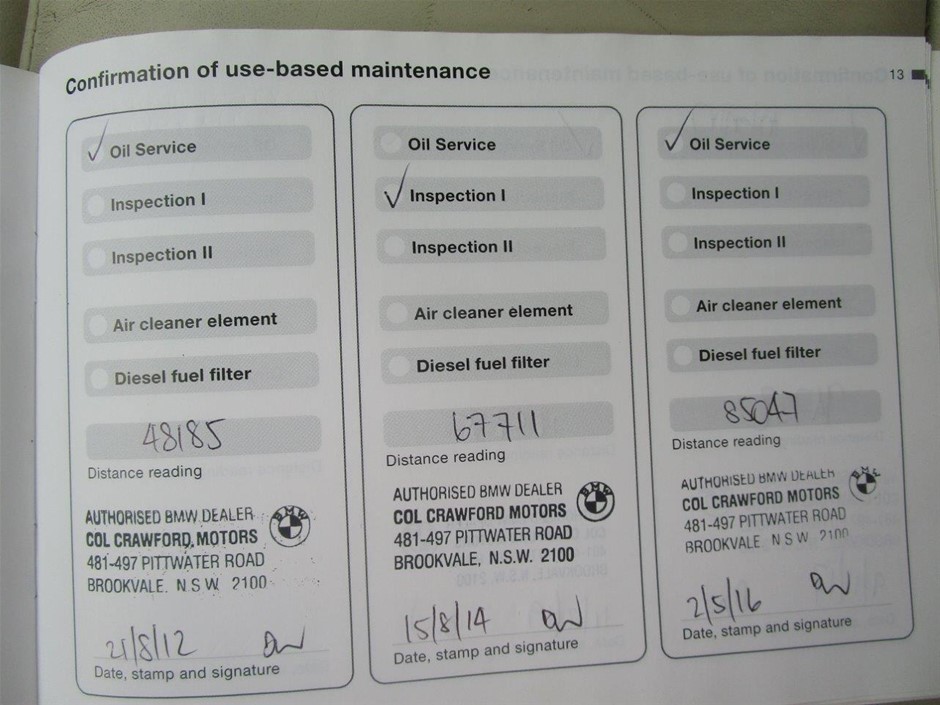 Confirmation of use-based maintenance
13
Oil Service
Inspection I
Inspection II
Air cleaner element
Diesel fuel filter
48185
Distance reading
AUTHORISED BMW DEALER
COL CRAWFORD MOTORS
481-497 PITTWATER ROAD
BROOKVALE. N.S.W. 2100
BMW
21/8/12
Date, stamp and signature
Oil Service
Inspection I
Inspection II
Air cleaner element
Diesel fuel filter
67711
Distance reading
AUTHORISED BMW DEALER
COL CRAWFORD MOTORS
481-497 PITTWATER ROAD
BROOKVALE, N.S.W. 2100
BMW
15/8/14
Date, stamp and signature
Oil Service
Inspection I
Inspection II
Air cleaner element
Diesel fuel filter
85047
Distance reading
AUTHORISED BMW DEALER
COL CRAWFORD MOTORS
481-497 PITTWATER ROAD
BROOKVALE N S W 2100
BMW
2/5/16
Date, stamp and signature